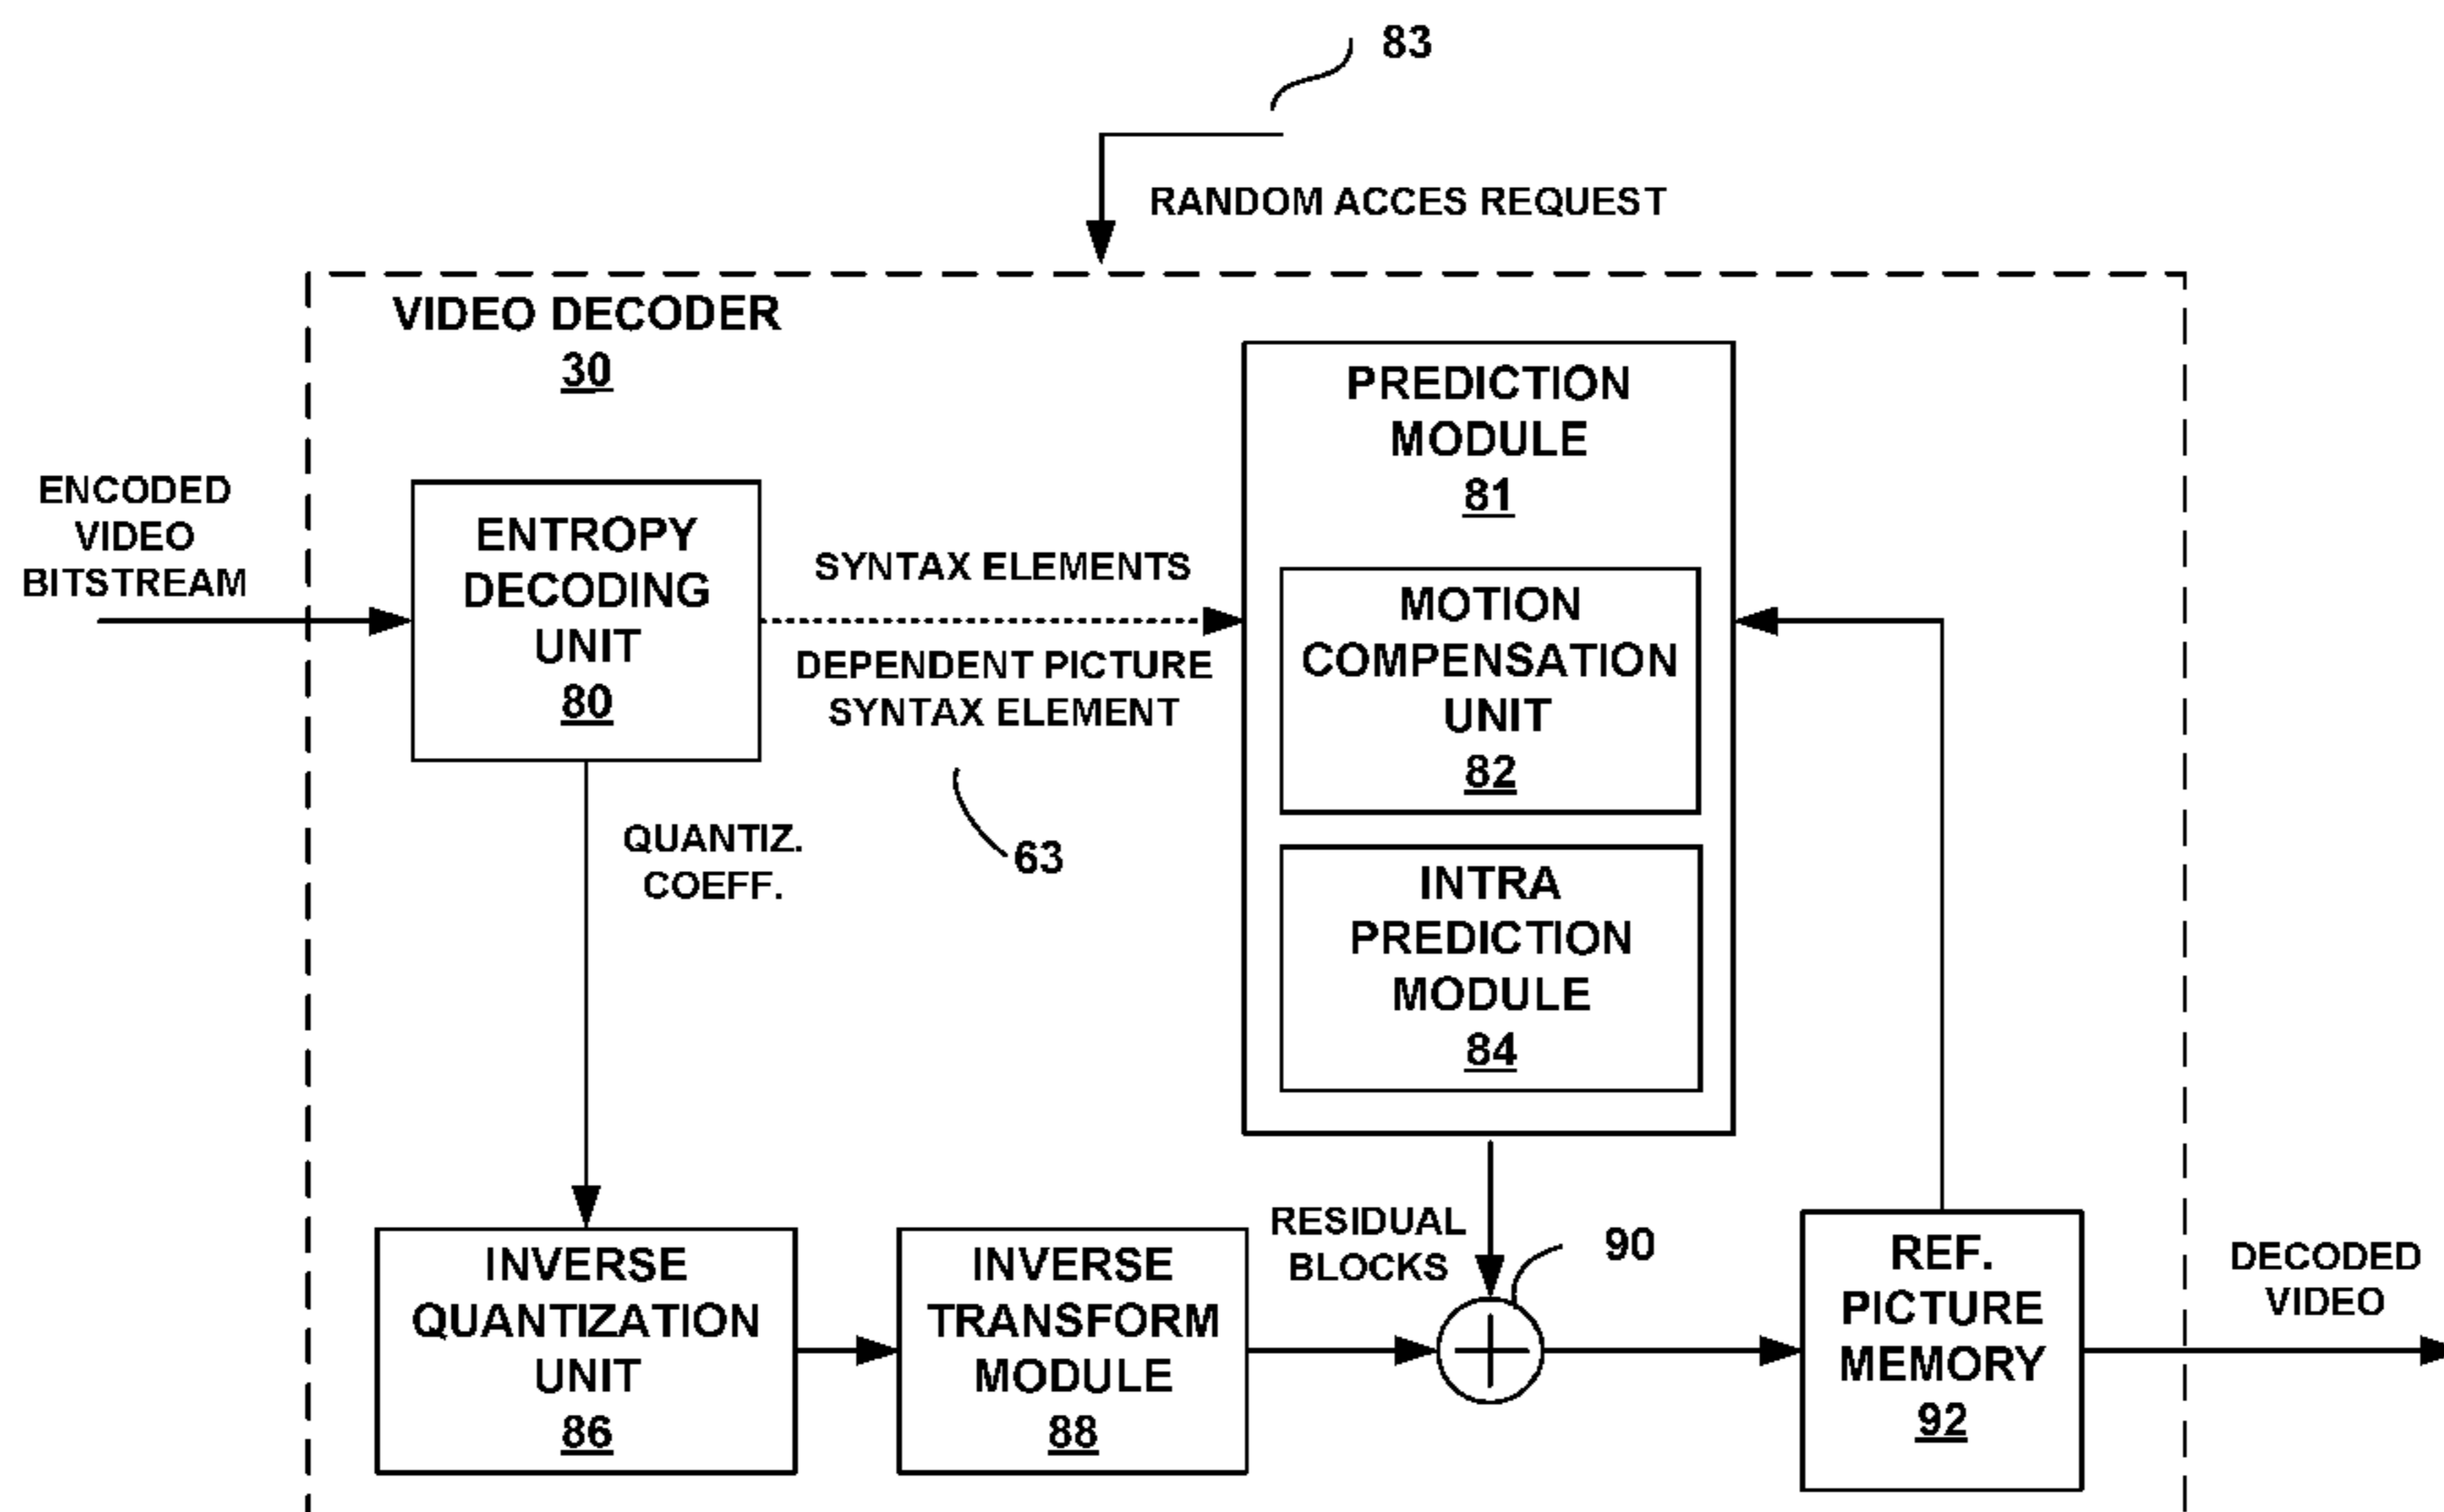 83
RANDOM ACCES REQUEST
VIDEO DECODER
30
ENCODED
VIDEO
BITSTREAM
ENTROPY
DECODING
UNIT
80
SYNTAX ELEMENTS
DEPENDENT PICTURE
SYNTAX ELEMENT
63
PREDICTION
MODULE
81
MOTION
COMPENSATION
UNIT
82
INTRA
PREDICTION
MODULE
84
QUANTIZ.
COEFF.
INVERSE
QUANTIZATION
UNIT
86
INVERSE
TRANSFORM
MODULE
88
RESIDUAL
BLOCKS
90
REF.
PICTURE
MEMORY
92
DECODED
VIDEO